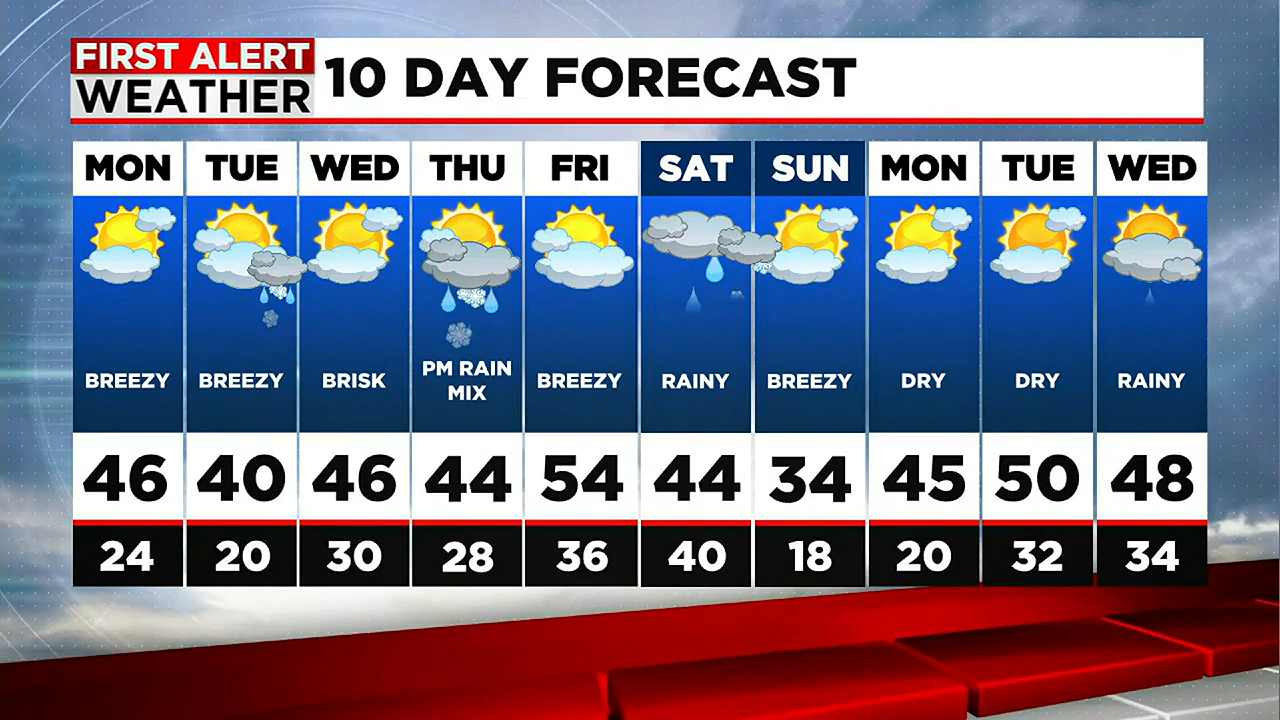 FIRST ALERT
WEATHER
10 DAY FORECAST
MON TUE WED THU FRI SAT SUN MON TUE WED
BREEZY BREEZY BRISK PM RAIN MIX BREEZY RAINY BREEZY DRY DRY RAINY
46 40 46 44 54 44 34 45 50 48
24 20 30 28 36 40 18 20 32 34